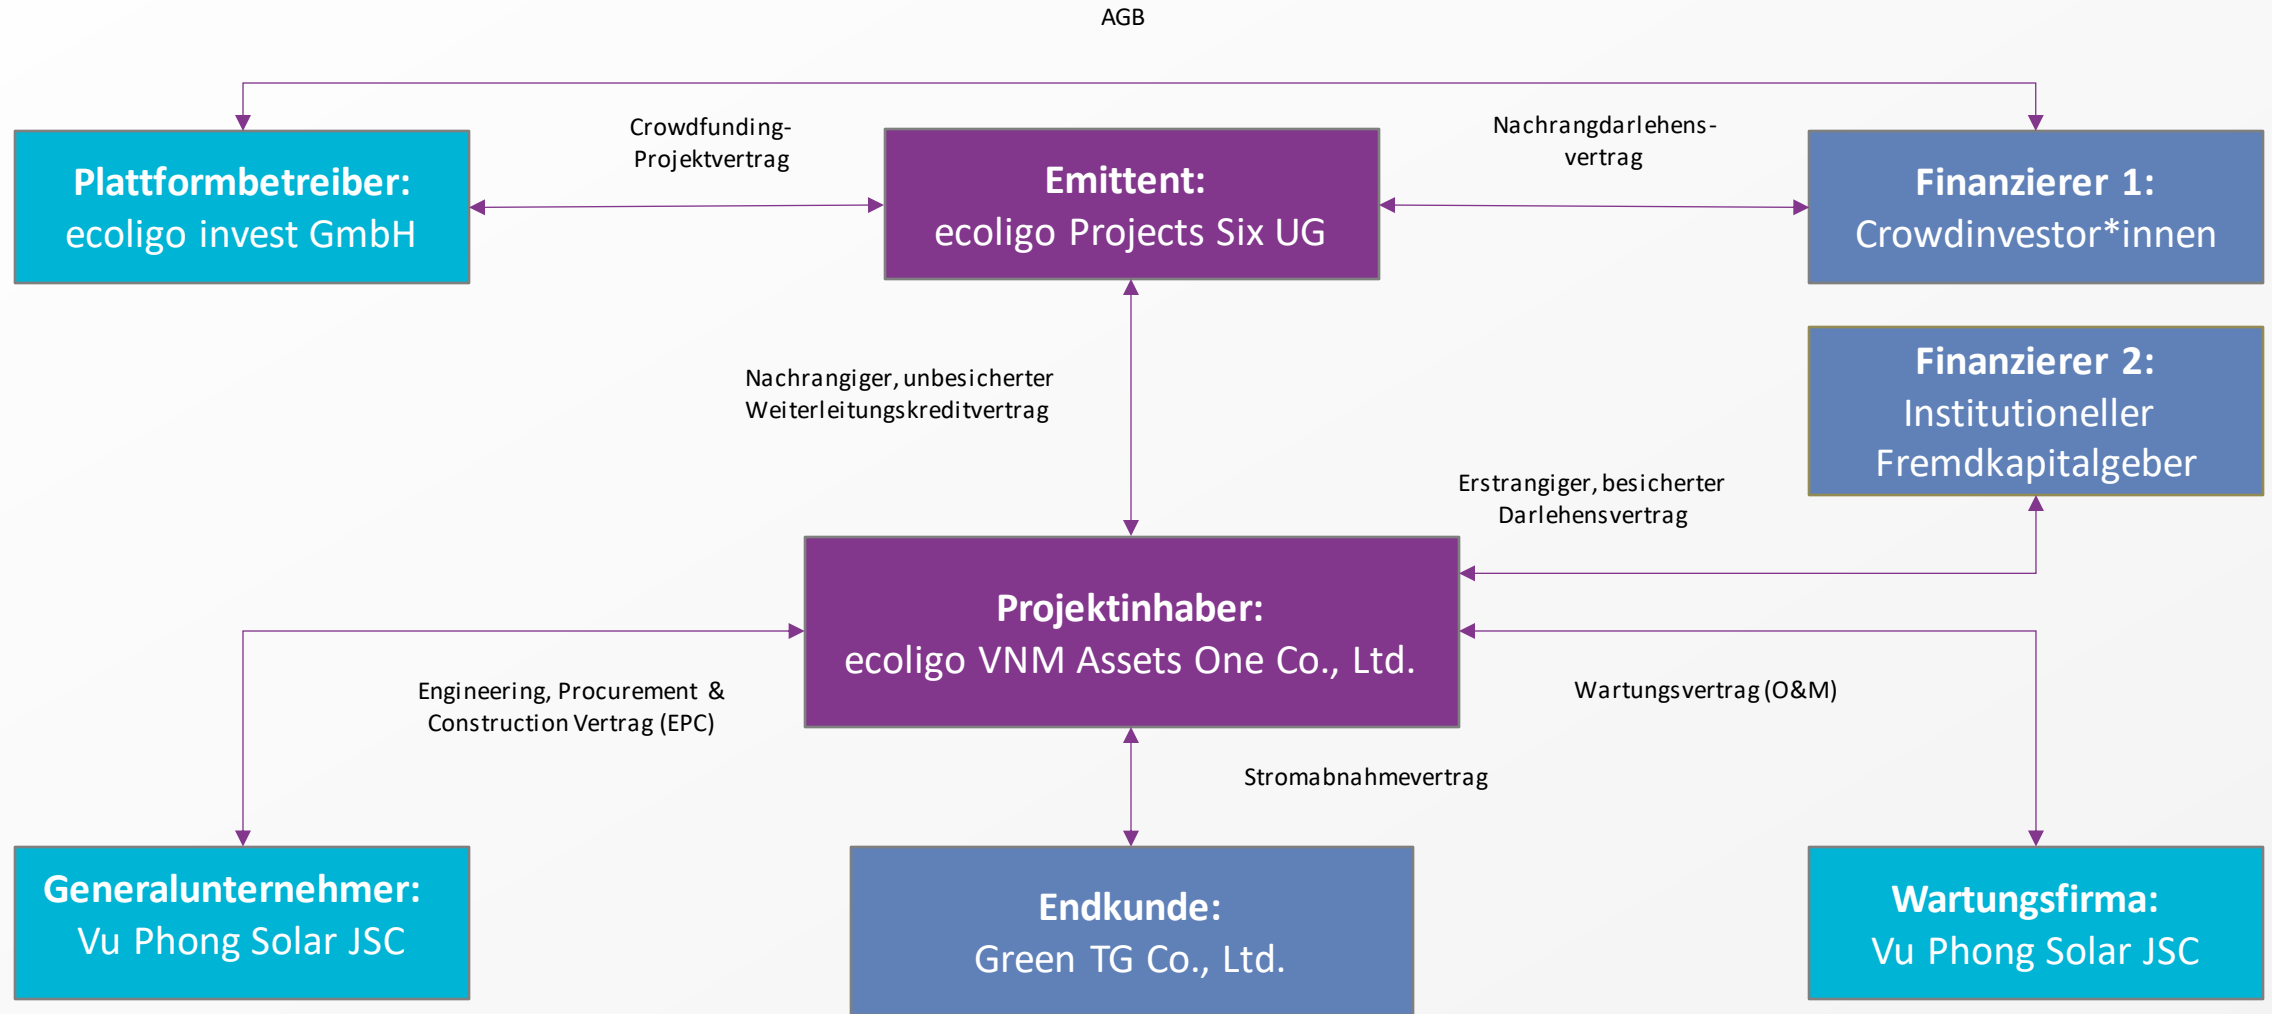 AGB
Crowdfunding-
Projektvertrag
Nachrangdarlehens-
vertrag
Plattformbetreiber:
ecoligo invest GmbH
Emittent:
ecoligo Projects Six UG
Finanzierer 1:
Crowdinvestor*innen
Finanzierer 2:
Institutioneller
Fremdkapitalgeber
Nachrangiger, unbesicherter
Weiterleitungskreditvertrag
Erstrangiger, besicherter
Darlehensvertrag
Projektinhaber:
ecoligo VNM Assets One Co., Ltd.
Engineering, Procurement &
Construction Vertrag (EPC)
Wartungsvertrag (O&M)
Stromabnahmevertrag
Generalunternehmer:
Vu Phong Solar JSC
Endkunde:
Green TG Co., Ltd.
Wartungsfirma:
Vu Phong Solar JSC